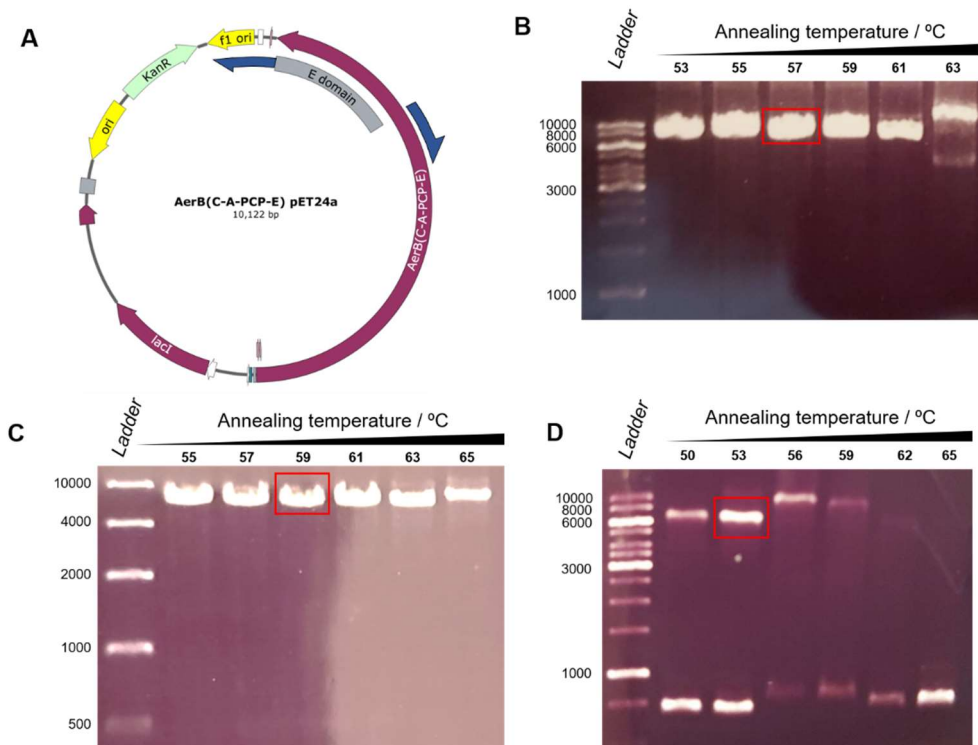 A
f1 ori
KanR
ori
E domain
AerB(C-A-PCP-E) pET24a
10,122 bp
AerB(C-A-PCP-E)
lacI
B
Ladder
Annealing temperature / ºC
53 55 57 59 61 63
10000
8000
6000
3000
1000
C
Ladder
Annealing temperature / ºC
55 57 59 61 63 65
10000
4000
2000
1000
500
D
Ladder
Annealing temperature / ºC
50 53 56 59 62 65
10000
8000
6000
3000
1000